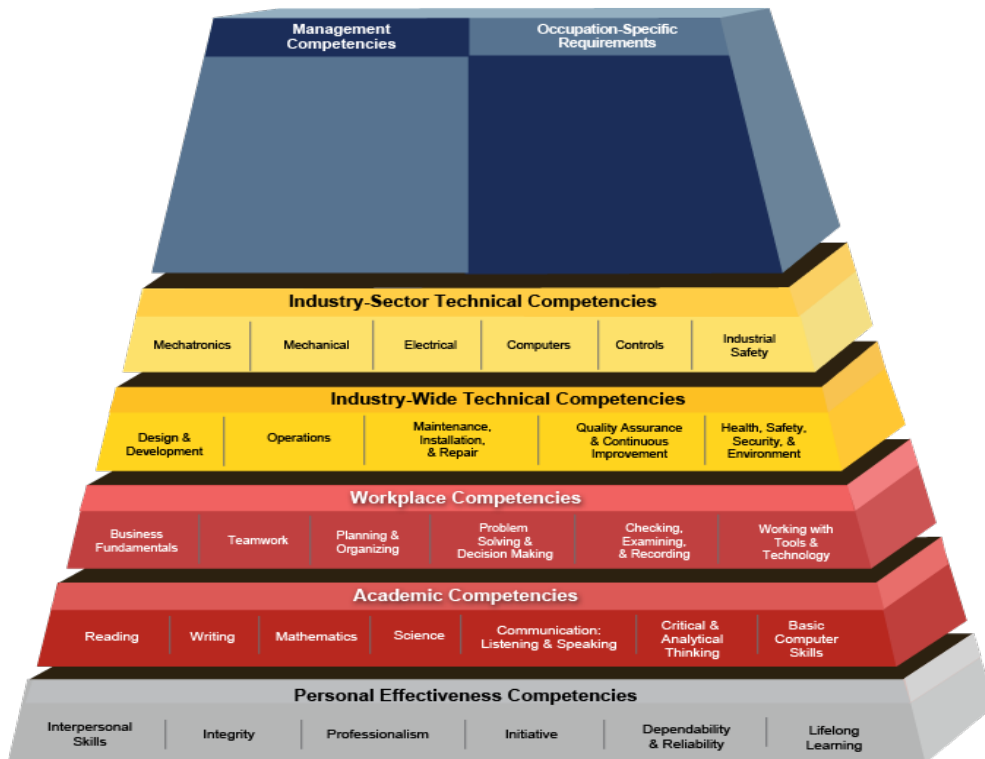 Management
Competencies
Occupation-Specific
Requirements
Industry-Sector Technical Competencies
Mechatronics
Mechanical
Electrical
Computers
Controls
Industrial
Safety
Industry-Wide Technical Competencies
Design &
Development
Operations
Maintenance,
Installation,
& Repair
Quality Assurance
& Continuous
Improvement
Health, Safety,
Security, &
Environment
Workplace Competencies
Business
Fundamentals
Teamwork
Planning &
Organizing
Problem
Solving &
Decision Making
Checking,
Examining,
& Recording
Working with
Tools &
Technology
Academic Competencies
Reading
Writing
Mathematics
Science
Communication:
Listening & Speaking
Critical &
Analytical
Thinking
Basic
Computer
Skills
Personal Effectiveness Competencies
Interpersonal
Skills
Integrity
Professionalism
Initiative
Dependability
& Reliability
Lifelong
Learning